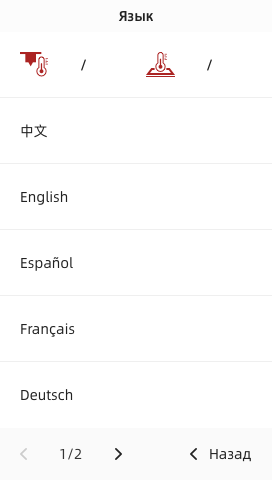 Язык
/ /
中文
English
Español
Français
Deutsch
1/2 Назад